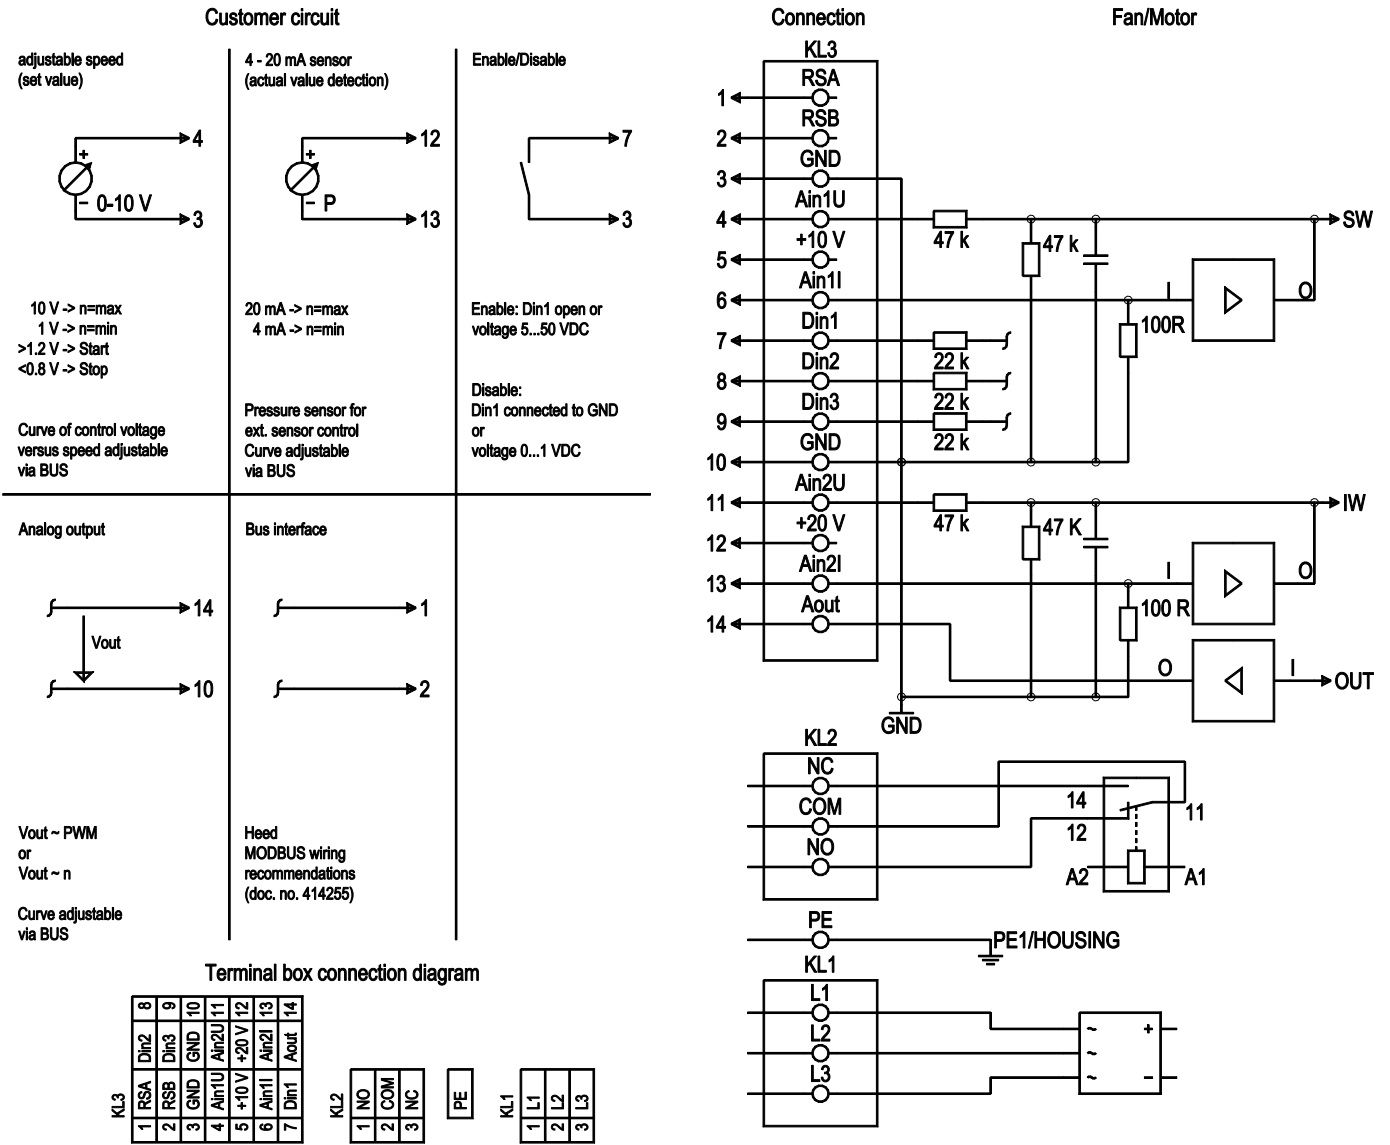 Customer circuit
Connection
Fan/Motor
adjustable speed
(set value)
4
+
− 0-10 V
3
10 V -> n=max
1 V -> n=min
>1.2 V -> Start
<0.8 V -> Stop
Curve of control voltage
versus speed adjustable
via BUS
4 - 20 mA sensor
(actual value detection)
12
+
− P
13
20 mA -> n=max
4 mA -> n=min
Pressure sensor for
ext. sensor control
Curve adjustable
via BUS
Enable/Disable
7
3
Enable: Din1 open or
voltage 5...50 VDC
Disable:
Din1 connected to GND
or
voltage 0...1 VDC
Analog output
14
Vout
10
Vout ~ PWM
or
Vout ~ n
Curve adjustable
via BUS
Bus interface
1
2
Heed
MODBUS wiring
recommendations
(doc. no. 414255)
KL3
RSA
1
RSB
2
GND
3
Ain1U
4
47 k
47 k
SW
+10 V
5
Ain1I
6
I
O
100R
Din1
7
22 k
Din2
8
22 k
Din3
9
22 k
GND
10
Ain2U
11
47 k
47 K
IW
+20 V
12
Ain2I
13
I
O
100 R
Aout
14
O
I
OUT
GND
KL2
NC
COM
NO
14
12
11
A2
A1
PE
PE1/HOUSING
KL1
L1
L2
L3
~
~
~
+
−
Terminal box connection diagram
KL3
8 9 10 11 12 13 14
Din2 Din3 GND Ain2U +20 V Ain2I Aout
RSA RSB GND Ain1U +10 V Ain1I Din1
1 2 3 4 5 6 7
KL2
NO COM NC
1 2 3
PE
KL1
L1 L2 L3
1 2 3